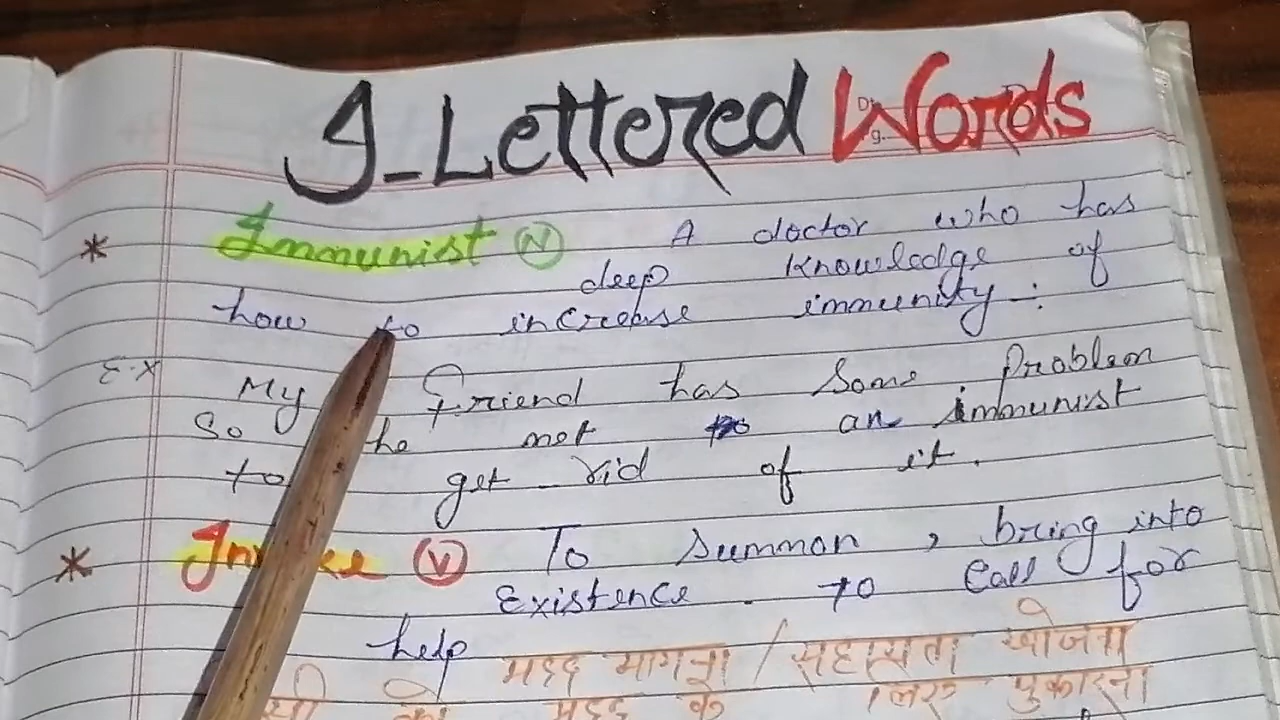 I-Lettered Words
* Immunist (N) A doctor who has
deep knowledge of
how to increase immunity :
Ex My Friend has Some Problem
So he met an immunist
to get rid of it.
* (V) To summon, bring into
Existence. to Call for
help
मदद मांगना / सहायता खोजना
को मदद के लिए पुकारना